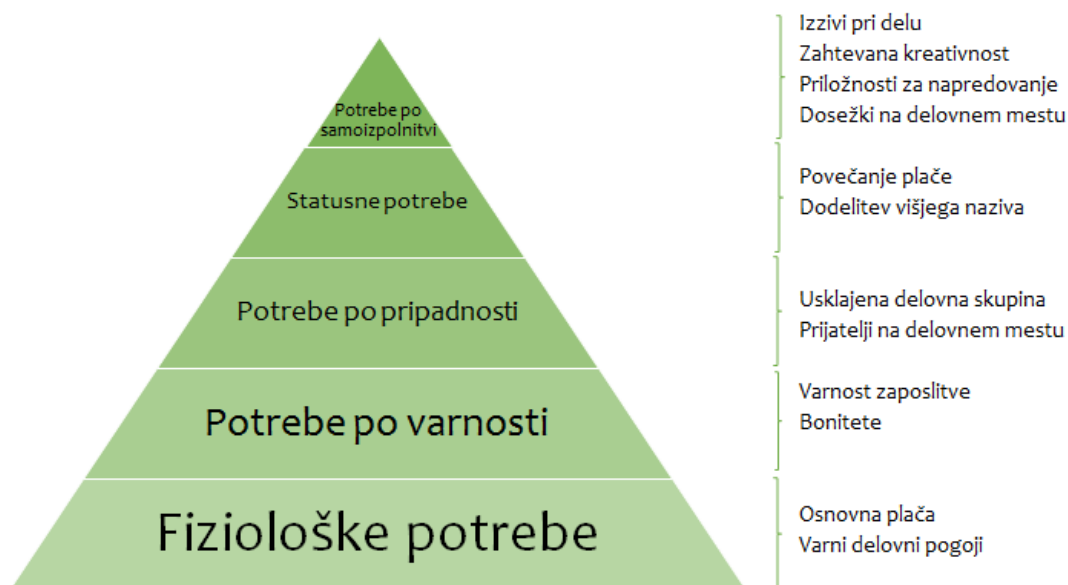 Potrebe po
samoizpolnitvi
Izzivi pri delu
Zahtevana kreativnost
Priložnosti za napredovanje
Dosežki na delovnem mestu
Statusne potrebe
Povečanje plače
Dodelitev višjega naziva
Potrebe po pripadnosti
Usklajena delovna skupina
Prijatelji na delovnem mestu
Potrebe po varnosti
Varnost zaposlitve
Bonitete
Fiziološke potrebe
Osnovna plača
Varni delovni pogoji